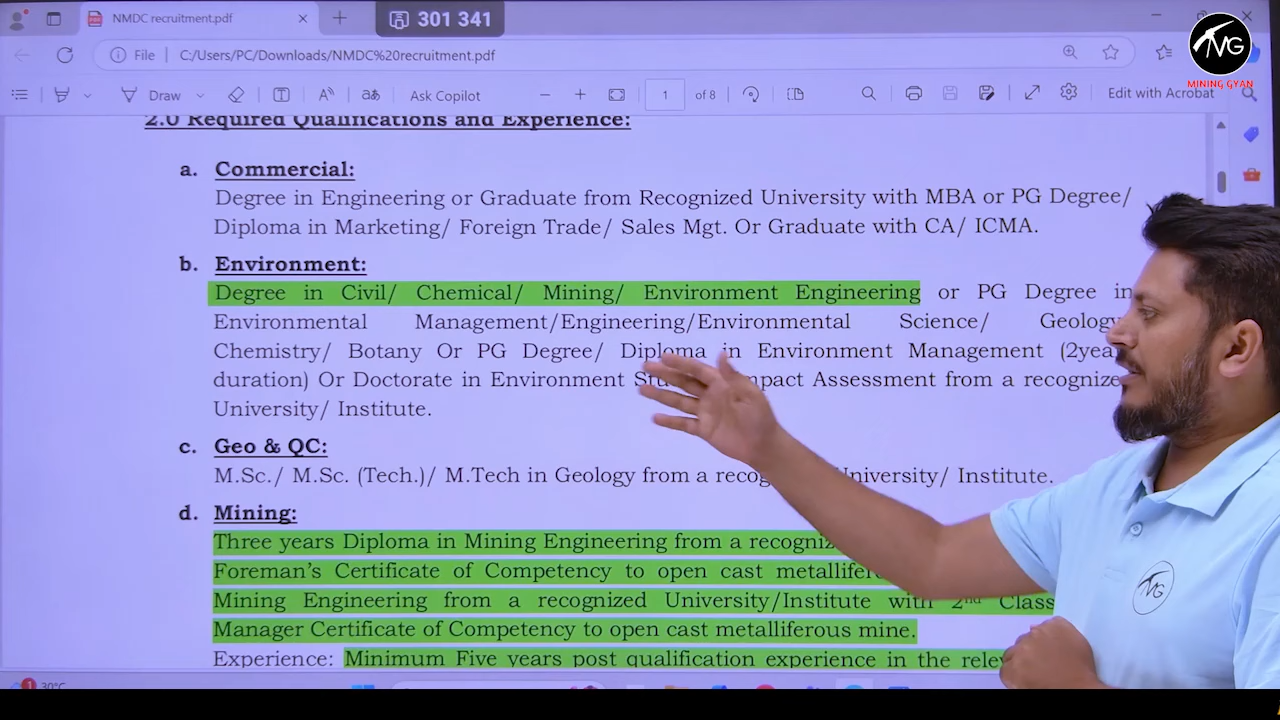 NMDC recruitment.pdf
301 341
File C:/Users/PC/Downloads/NMDC%20recruitment.pdf
MG
MINING GYAN
Draw
Ask Copilot
1 of 8
Edit with Acrobat
2.0 Required Qualifications and Experience:
a. Commercial:
Degree in Engineering or Graduate from Recognized University with MBA or PG Degree/
Diploma in Marketing/ Foreign Trade/ Sales Mgt. Or Graduate with CA/ ICMA.
b. Environment:
Degree in Civil/ Chemical/ Mining/ Environment Engineering or PG Degree in
Environmental Management/Engineering/Environmental Science/ Geology
Chemistry/ Botany Or PG Degree/ Diploma in Environment Management (2year
duration) Or Doctorate in Environment Assessment from a
University/ Institute.
c. Geo & QC:
M.Sc./ M.Sc. (Tech.)/ M.Tech in Geology from a University/ Institute.
d. Mining:
Three years Diploma in Mining Engineering from a
Foreman's Certificate of Competency to open cast
Mining Engineering from a recognized University/Institute with 2nd Class
Manager Certificate of Competency to open cast metalliferous mine.
Experience: Minimum Five years post qualification experience in the
MG
1
30°C